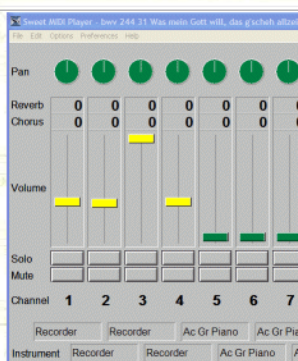 Sweet MIDI Player - bwv 244 31 Was mein Gott will, das g'scheh allzei
File Edit Options Preferences Help
Pan
Reverb 0 0 0 0 0 0 0
Chorus 0 0 0 0 0 0 0
Volume
Solo
Mute
Channel 1 2 3 4 5 6 7
Recorder Recorder Ac Gr Piano Ac Gr Pia
Instrument Recorder Recorder Ac Gr Piano